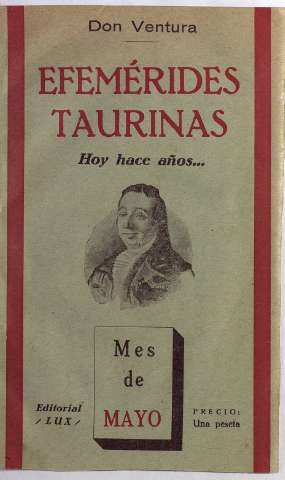 Don Ventura
EFEMÉRIDES
TAURINAS
Hoy hace años...
Mes
de
MAYO
Editorial
/ LUX /
PRECIO:
Una peseta